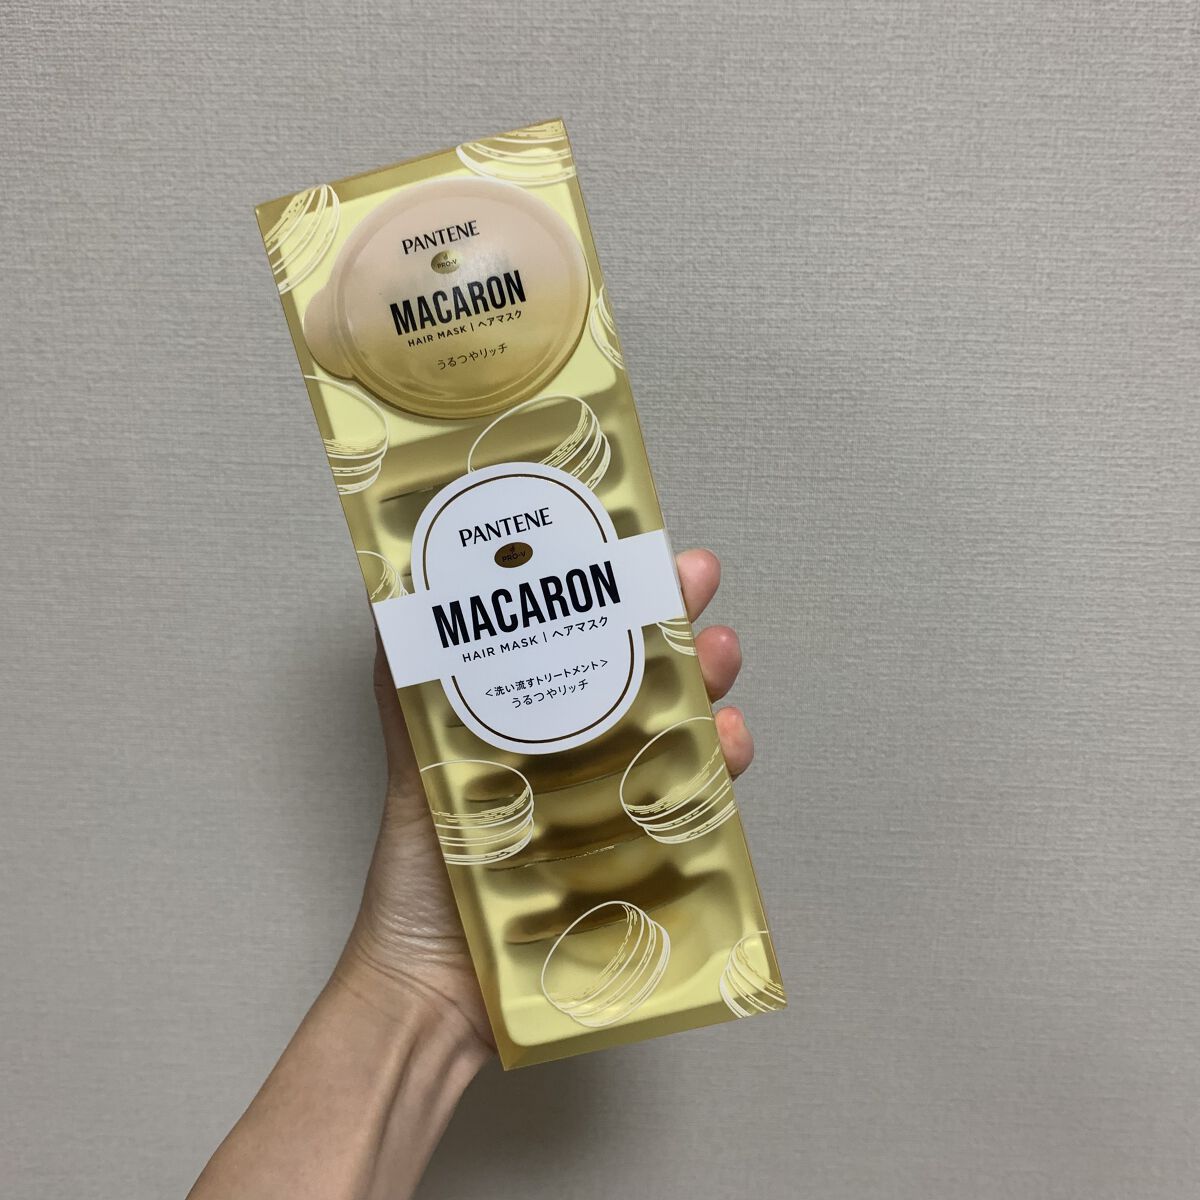 PANTENE
PRO-V
MACARON
HAIR MASK | ヘアマスク
うるつやリッチ
PANTENE
PRO-V
MACARON
HAIR MASK | ヘアマスク
<洗い流すトリートメント>
うるつやリッチ